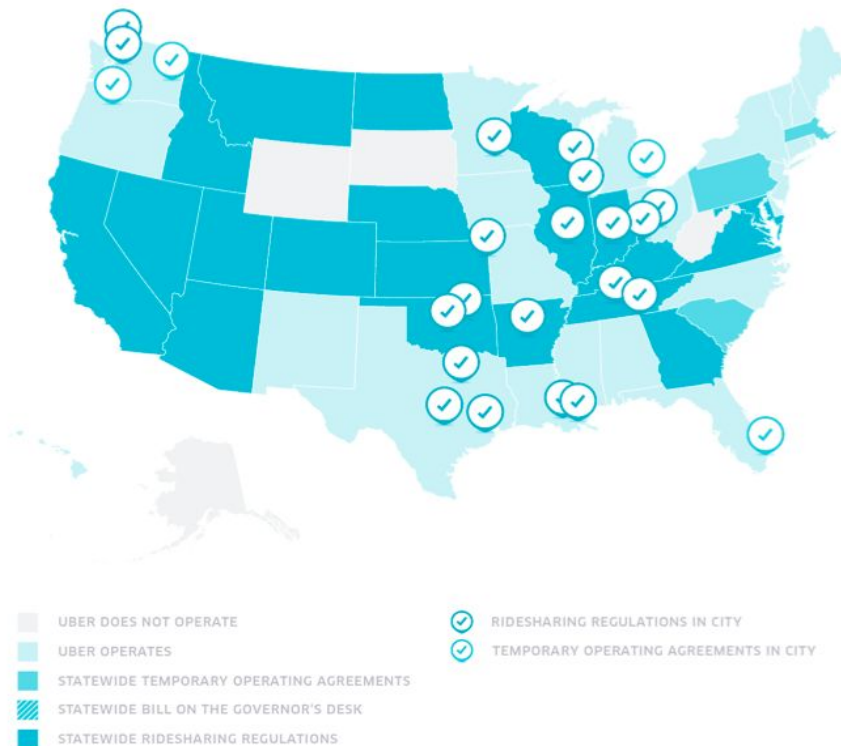 UBER DOES NOT OPERATE
UBER OPERATES
STATEWIDE TEMPORARY OPERATING AGREEMENTS
STATEWIDE BILL ON THE GOVERNOR'S DESK
STATEWIDE RIDESHARING REGULATIONS
RIDESHARING REGULATIONS IN CITY
TEMPORARY OPERATING AGREEMENTS IN CITY